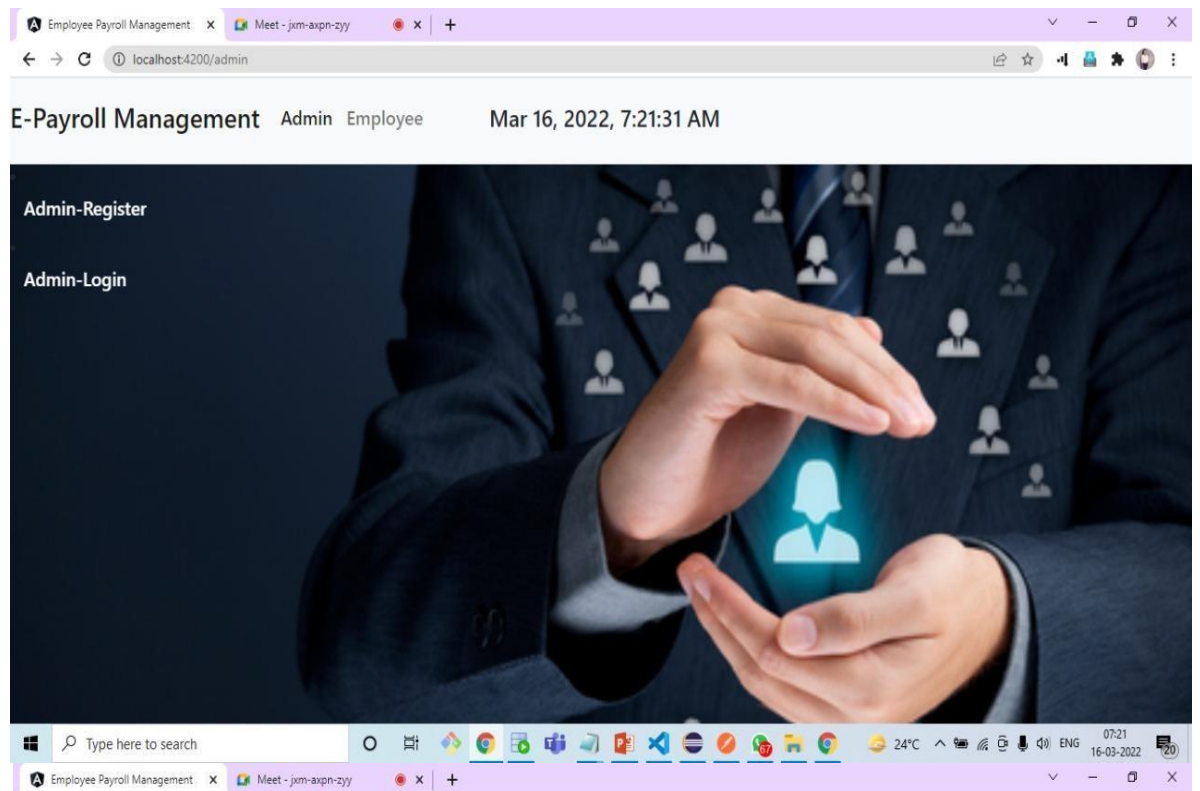 Employee Payroll Management
Meet - jxm-axpn-zyy
localhost:4200/admin
E-Payroll Management Admin Employee Mar 16, 2022, 7:21:31 AM
Admin-Register
Admin-Login
Type here to search
67
24°C
ENG
07:21
16-03-2022
20
Employee Payroll Management
Meet - jxm-axpn-zyy